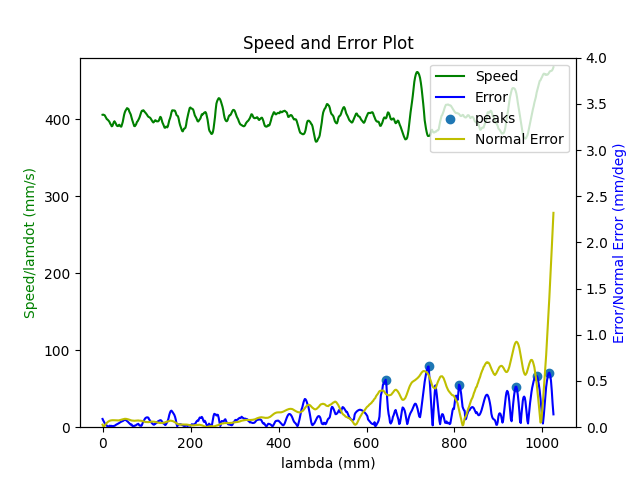 Speed and Error Plot
Speed
Error
peaks
Normal Error
Speed/lamdot (mm/s)
400
300
200
100
0
4.0
3.5
3.0
2.5
2.0
1.5
1.0
0.5
0.0
Error/Normal Error (mm/deg)
0
200
400
600
800
1000
lambda (mm)